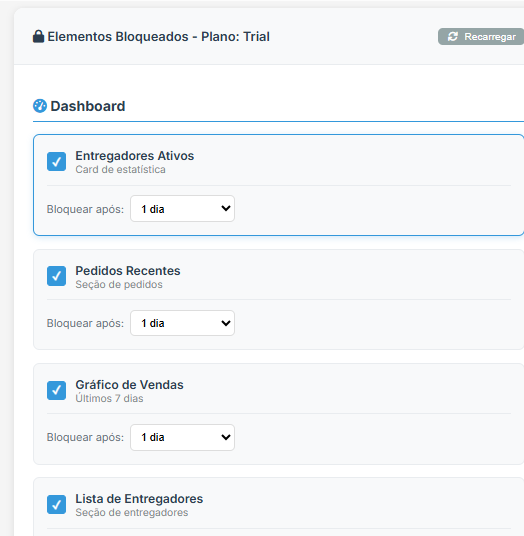 Elementos Bloqueados - Plano: Trial
Recarregar
Dashboard
Entregadores Ativos
Card de estatística
Bloquear após: 1 dia
Pedidos Recentes
Seção de pedidos
Bloquear após: 1 dia
Gráfico de Vendas
Últimos 7 dias
Bloquear após: 1 dia
Lista de Entregadores
Seção de entregadores